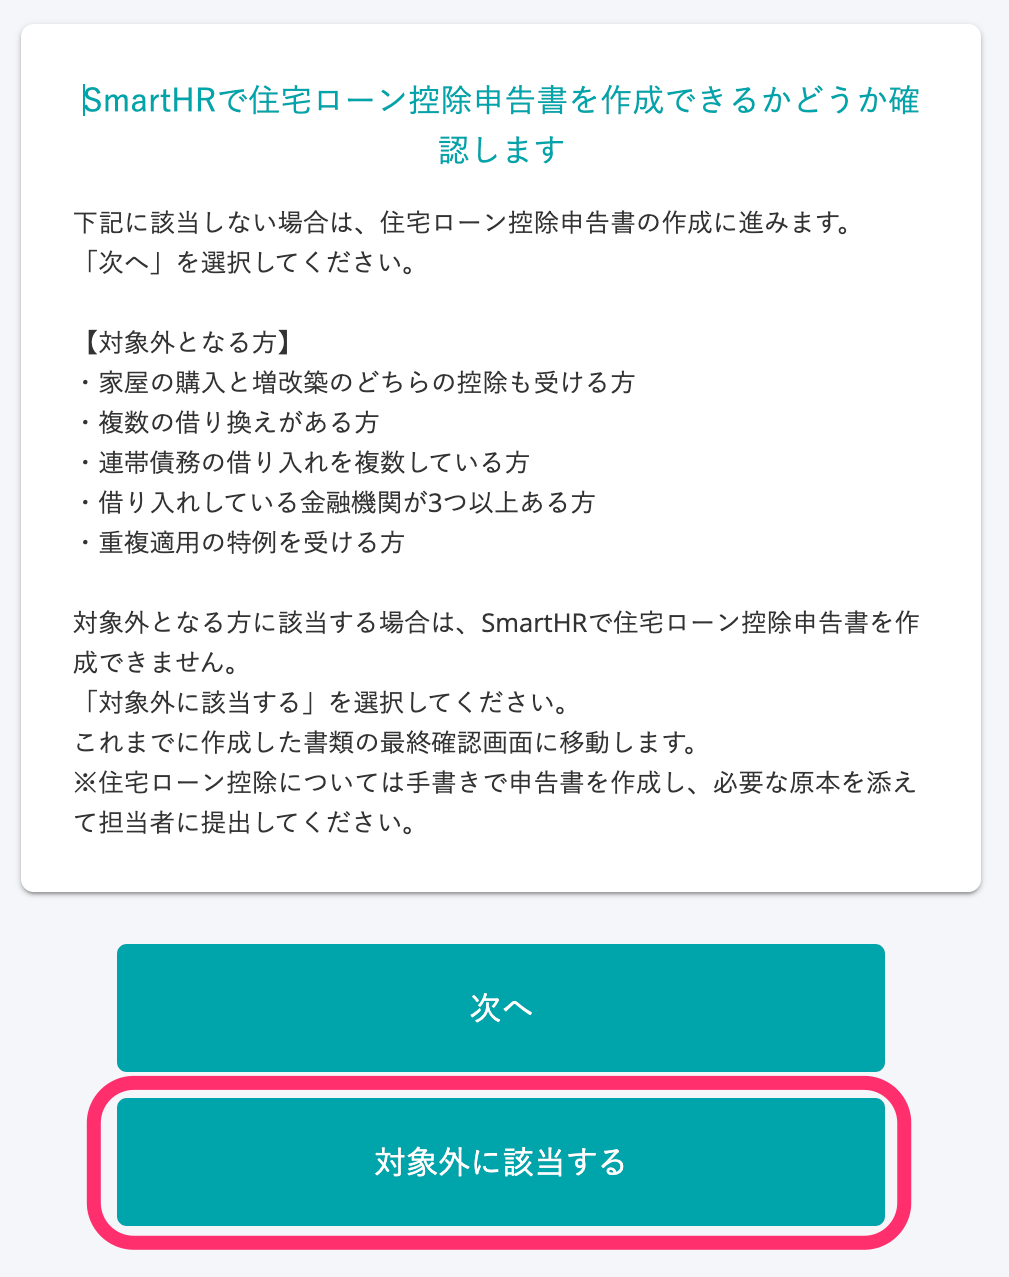 SmartHRで住宅ローン控除申告書を作成できるかどうか確
認します
下記に該当しない場合は、住宅ローン控除申告書の作成に進みます。
「次へ」を選択してください。
【対象外となる方】
・家屋の購入と増改築のどちらの控除も受ける方
・複数の借り換えがある方
・連帯債務の借り入れを複数している方
・借り入れしている金融機関が3つ以上ある方
・重複適用の特例を受ける方
対象外となる方に該当する場合は、SmartHRで住宅ローン控除申告書を作
成できません。
「対象外に該当する」を選択してください。
これまでに作成した書類の最終確認画面に移動します。
※住宅ローン控除については手書きで申告書を作成し、必要な原本を添え
て担当者に提出してください。
次へ
対象外に該当する